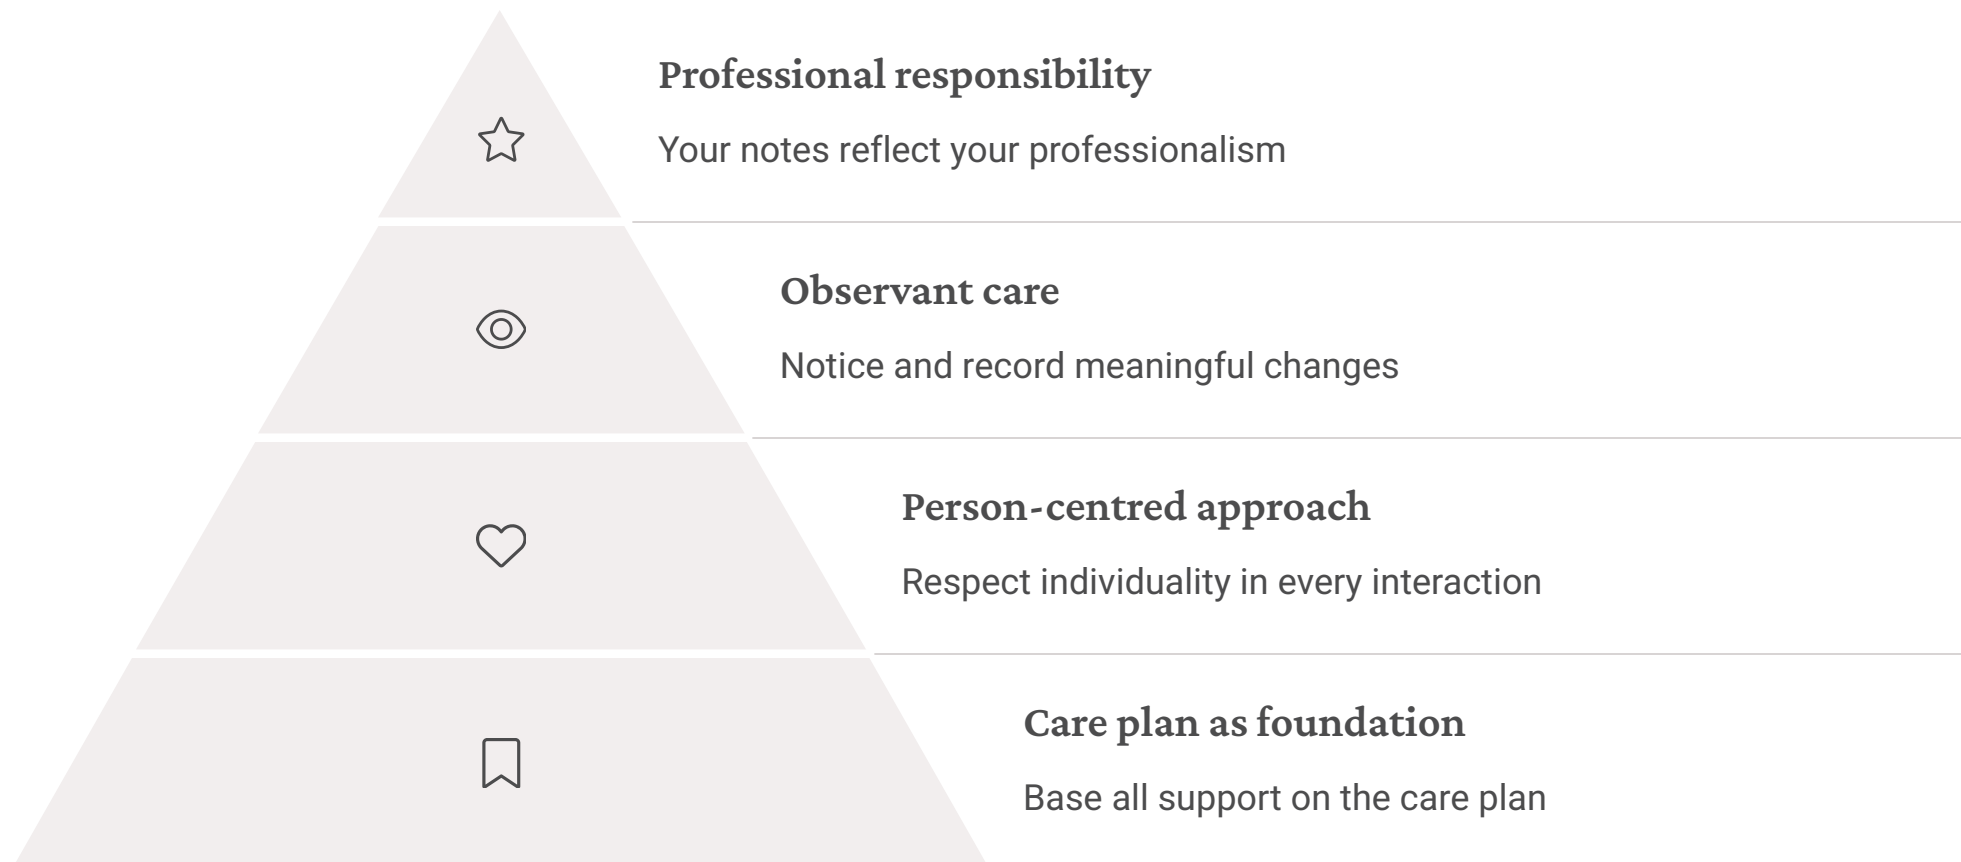 Professional responsibility
Your notes reflect your professionalism
Observant care
Notice and record meaningful changes
Person-centred approach
Respect individuality in every interaction
Care plan as foundation
Base all support on the care plan